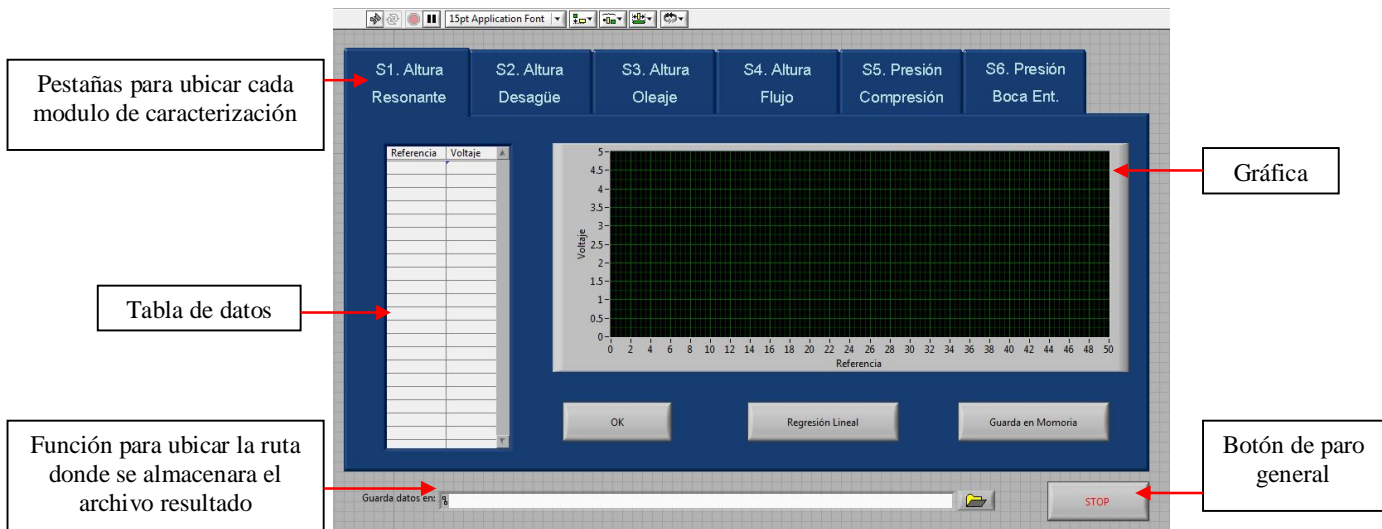 15pt Application Font
Pestañas para ubicar cada
modulo de caracterización
S1. Altura
Resonante
S2. Altura
Desagüe
S3. Altura
Oleaje
S4. Altura
Flujo
S5. Presión
Compresión
S6. Presión
Boca Ent.
Referencia Voltaje
5
4.5
4
3.5
3
2.5
2
1.5
1
0.5
0
Voltaje
0 2 4 6 8 10 12 14 16 18 20 22 24 26 28 30 32 34 36 38 40 42 44 46 48 50
Referencia
Gráfica
Tabla de datos
OK
Regresión Lineal
Guarda en Momoria
Función para ubicar la ruta
donde se almacenara el
archivo resultado
Guarda datos en:
STOP
Botón de paro
general